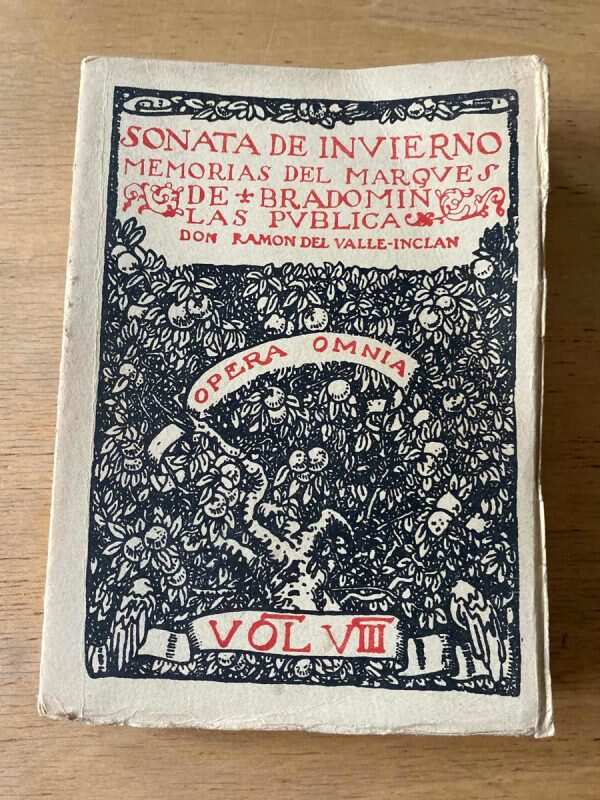 SONATA DE INVIERNO
MEMORIAS DEL MARQVES
DE BRADOMIN
LAS PVBLICA
DON RAMON DEL VALLE-INCLAN
OPERA OMNIA
VOL VIII